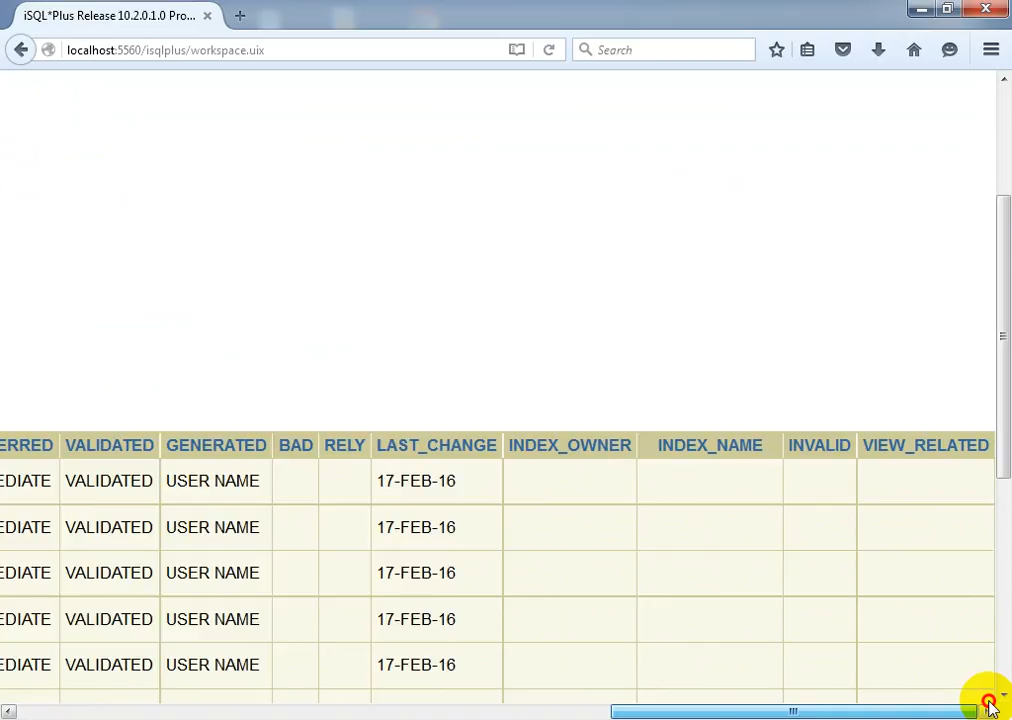 iSQL*Plus Release 10.2.0.1.0 Pro...
localhost:5560/isqlplus/workspace.uix
Search
ERRED VALIDATED GENERATED BAD RELY LAST_CHANGE INDEX_OWNER INDEX_NAME INVALID VIEW_RELATED
EDIATE VALIDATED USER NAME 17-FEB-16
EDIATE VALIDATED USER NAME 17-FEB-16
EDIATE VALIDATED USER NAME 17-FEB-16
EDIATE VALIDATED USER NAME 17-FEB-16
EDIATE VALIDATED USER NAME 17-FEB-16